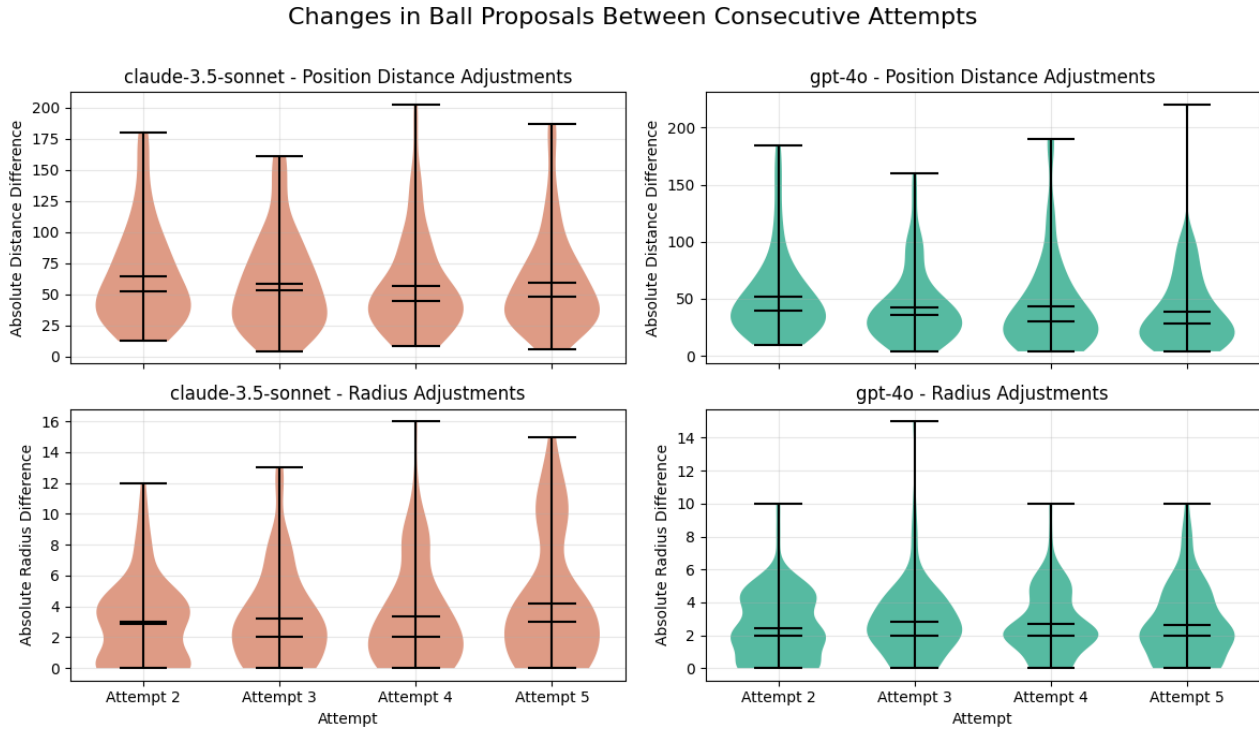 Changes in Ball Proposals Between Consecutive Attempts
claude-3.5-sonnet - Position Distance Adjustments
Absolute Distance Difference
200
175
150
125
100
75
50
25
0
gpt-4o - Position Distance Adjustments
Absolute Distance Difference
200
150
100
50
0
claude-3.5-sonnet - Radius Adjustments
Absolute Radius Difference
16
14
12
10
8
6
4
2
0
Attempt 2 Attempt 3 Attempt 4 Attempt 5
Attempt
gpt-4o - Radius Adjustments
Absolute Radius Difference
14
12
10
8
6
4
2
0
Attempt 2 Attempt 3 Attempt 4 Attempt 5
Attempt